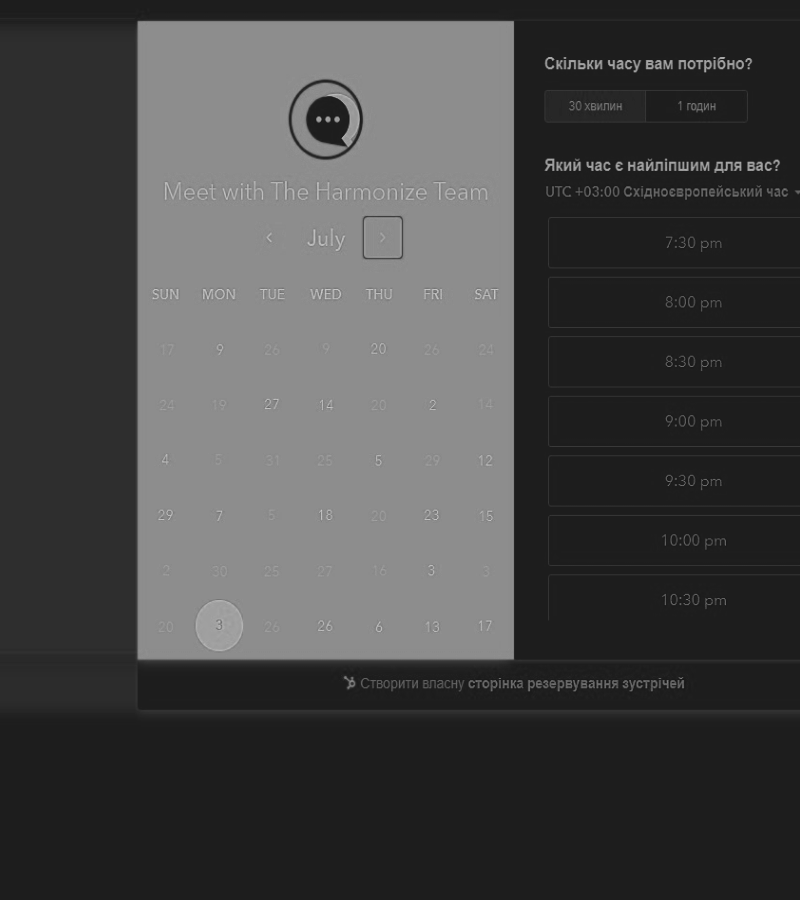 Meet with The Harmonize Team
July
SUN MON TUE WED THU FRI SAT
17 9 26 9 20 26 24
24 19 27 14 20 2 14
4 5 31 25 5 29 12
29 7 5 18 20 23 15
2 30 25 27 16 3 3
20 3 26 26 6 13 17
Скільки часу вам потрібно?
30 хвилин 1 годин
Який час є найліпшим для вас?
UTC +03:00 Східноєвропейський час
7:30 pm
8:00 pm
8:30 pm
9:00 pm
9:30 pm
10:00 pm
10:30 pm
Створити власну сторінка резервування зустрічей